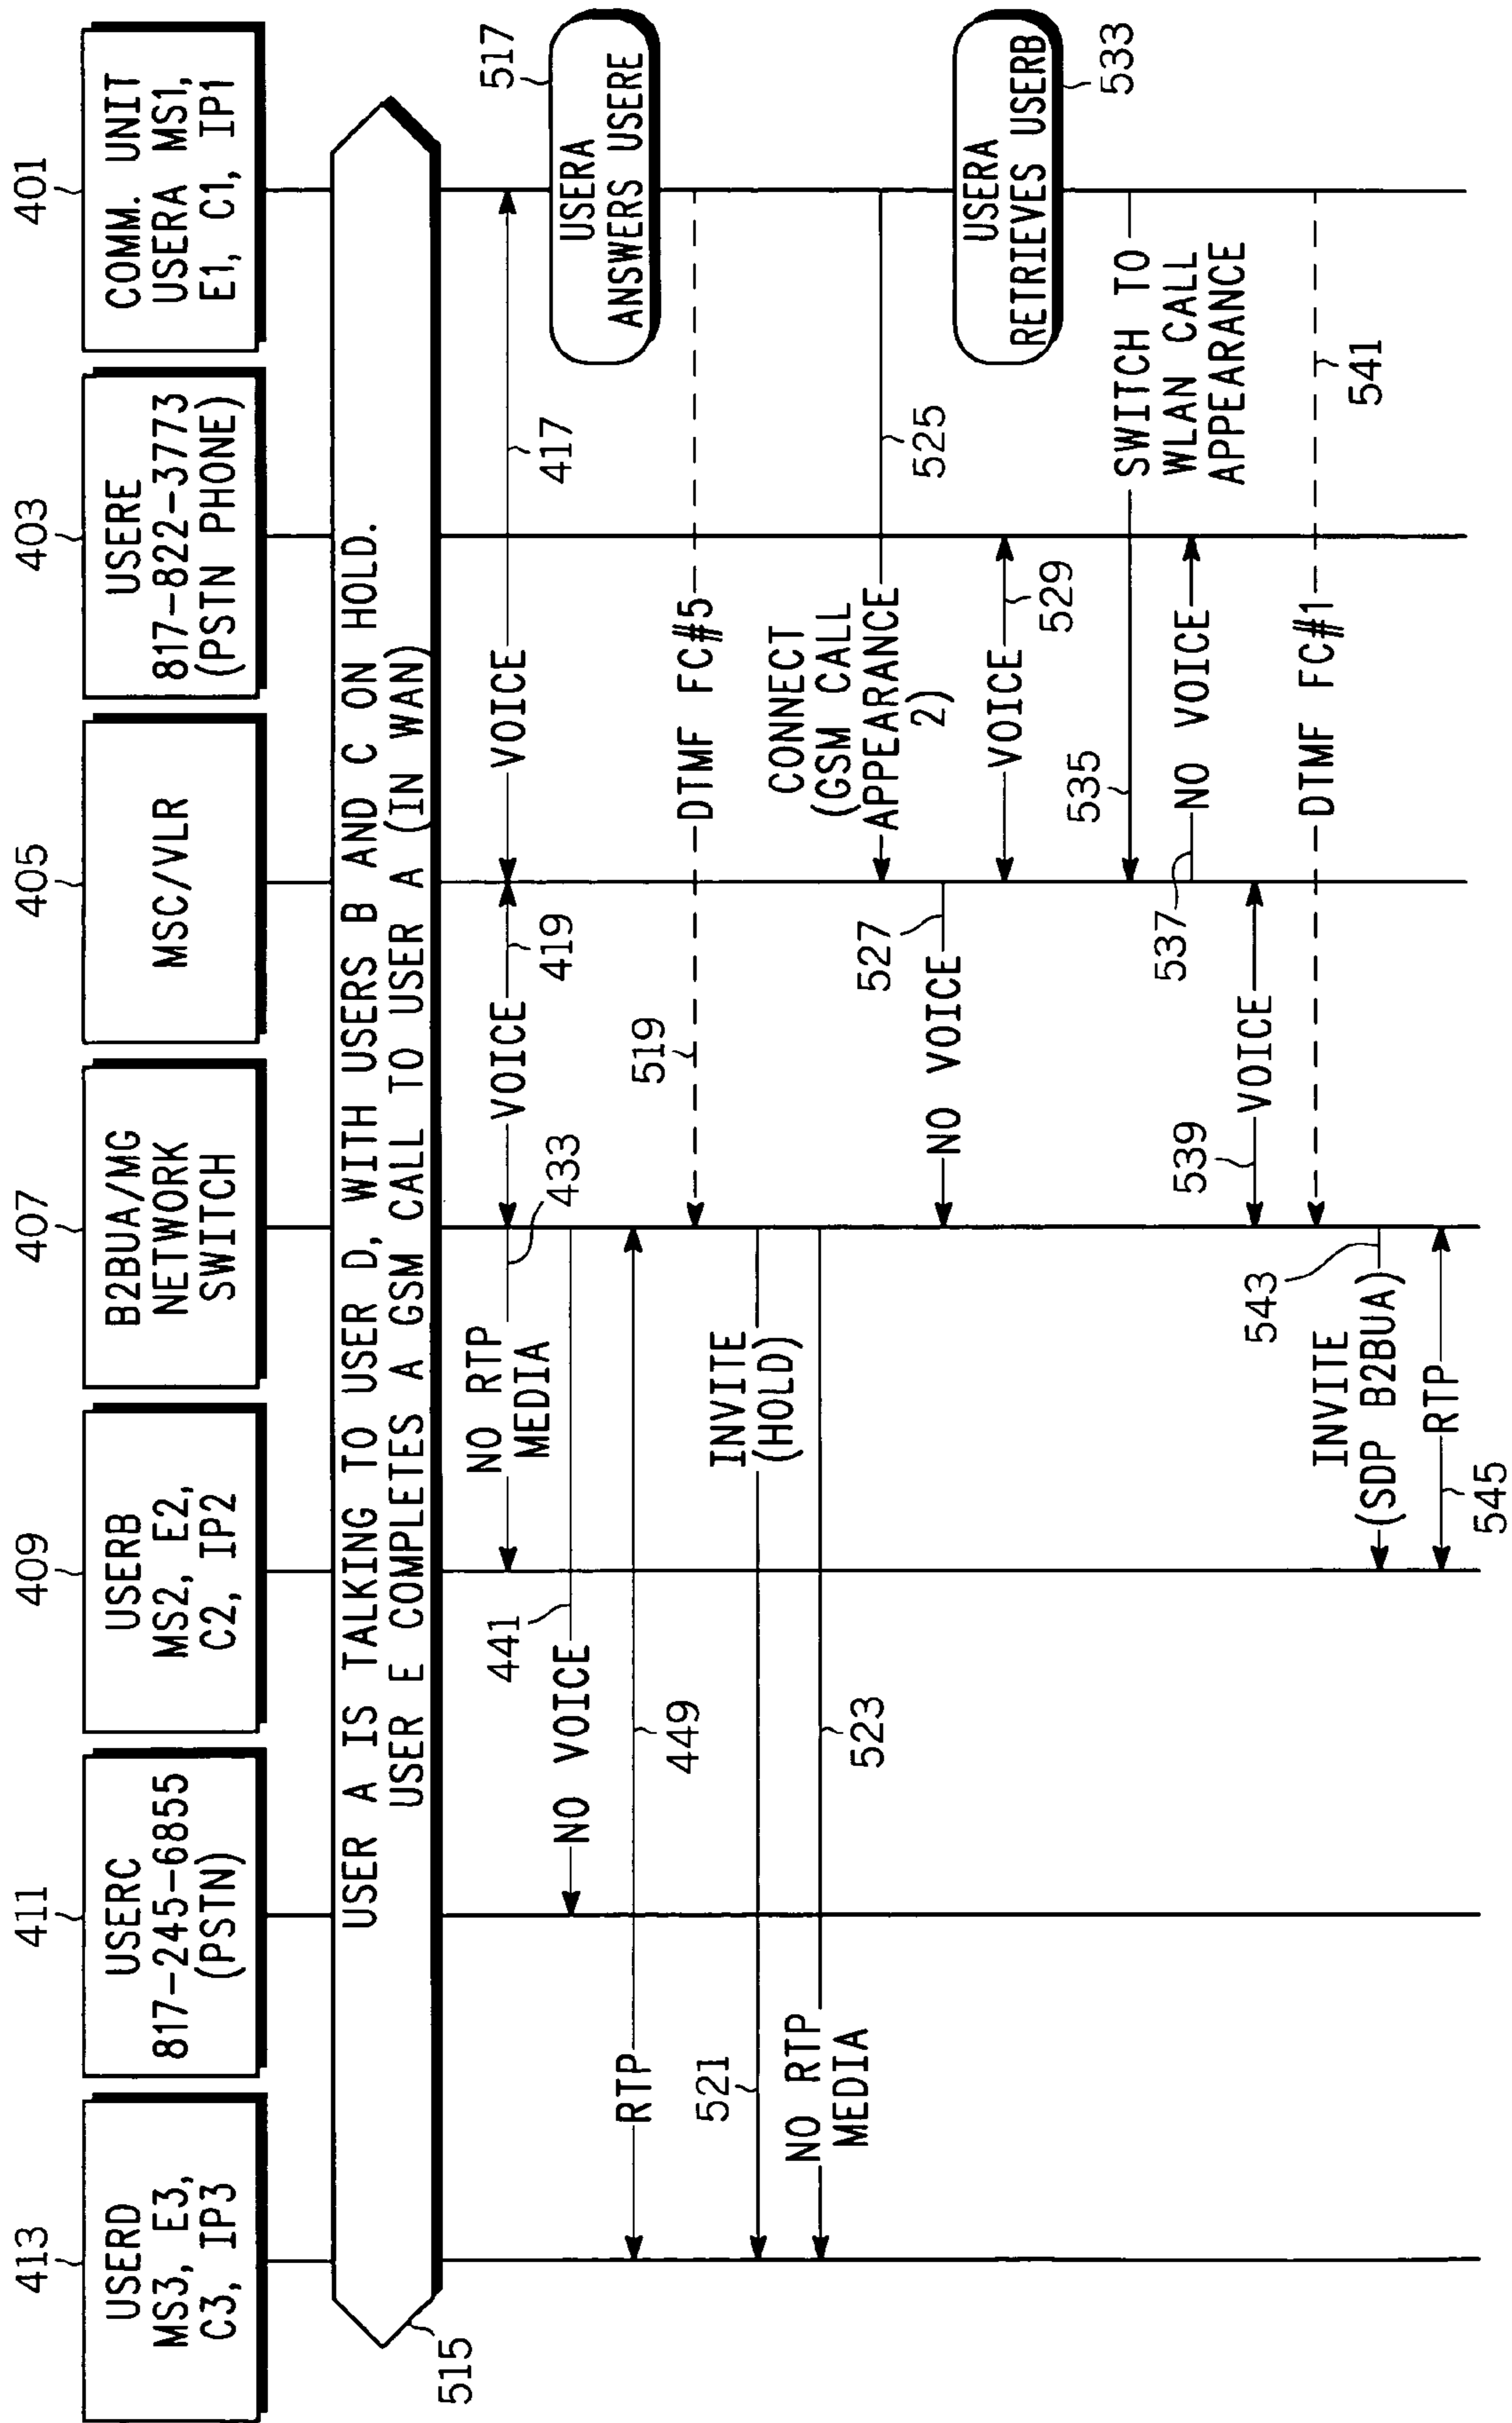 413
411
409
407
405
403
401
USERD
MS3, E3,
C3, IP3
USERC
817-245-6855
(PSTN)
USERB
MS2, E2,
C2, IP2
B2BUA/MG
NETWORK
SWITCH
MSC/VLR
USERE
817-822-3773
(PSTN PHONE)
COMM. UNIT
USERA MS1,
E1, C1, IP1
USER A IS TALKING TO USER D, WITH USERS B AND C ON HOLD.
USER E COMPLETES A GSM CALL TO USER A (IN WAN)
515
NO RTP
MEDIA
433
VOICE
419
VOICE
417
441
NO VOICE
USERA
ANSWERS USERE
517
RTP
449
519
DTMF FC#5
521
INVITE
(HOLD)
NO RTP
MEDIA
523
CONNECT
(GSM CALL
APPEARANCE
2)
525
527
NO VOICE
VOICE
529
USERA
RETRIEVES USERB
533
535
SWITCH TO
WLAN CALL
APPEARANCE
537
NO VOICE
539
VOICE
DTMF FC#1
541
543
INVITE
(SDP B2BUA)
RTP
545